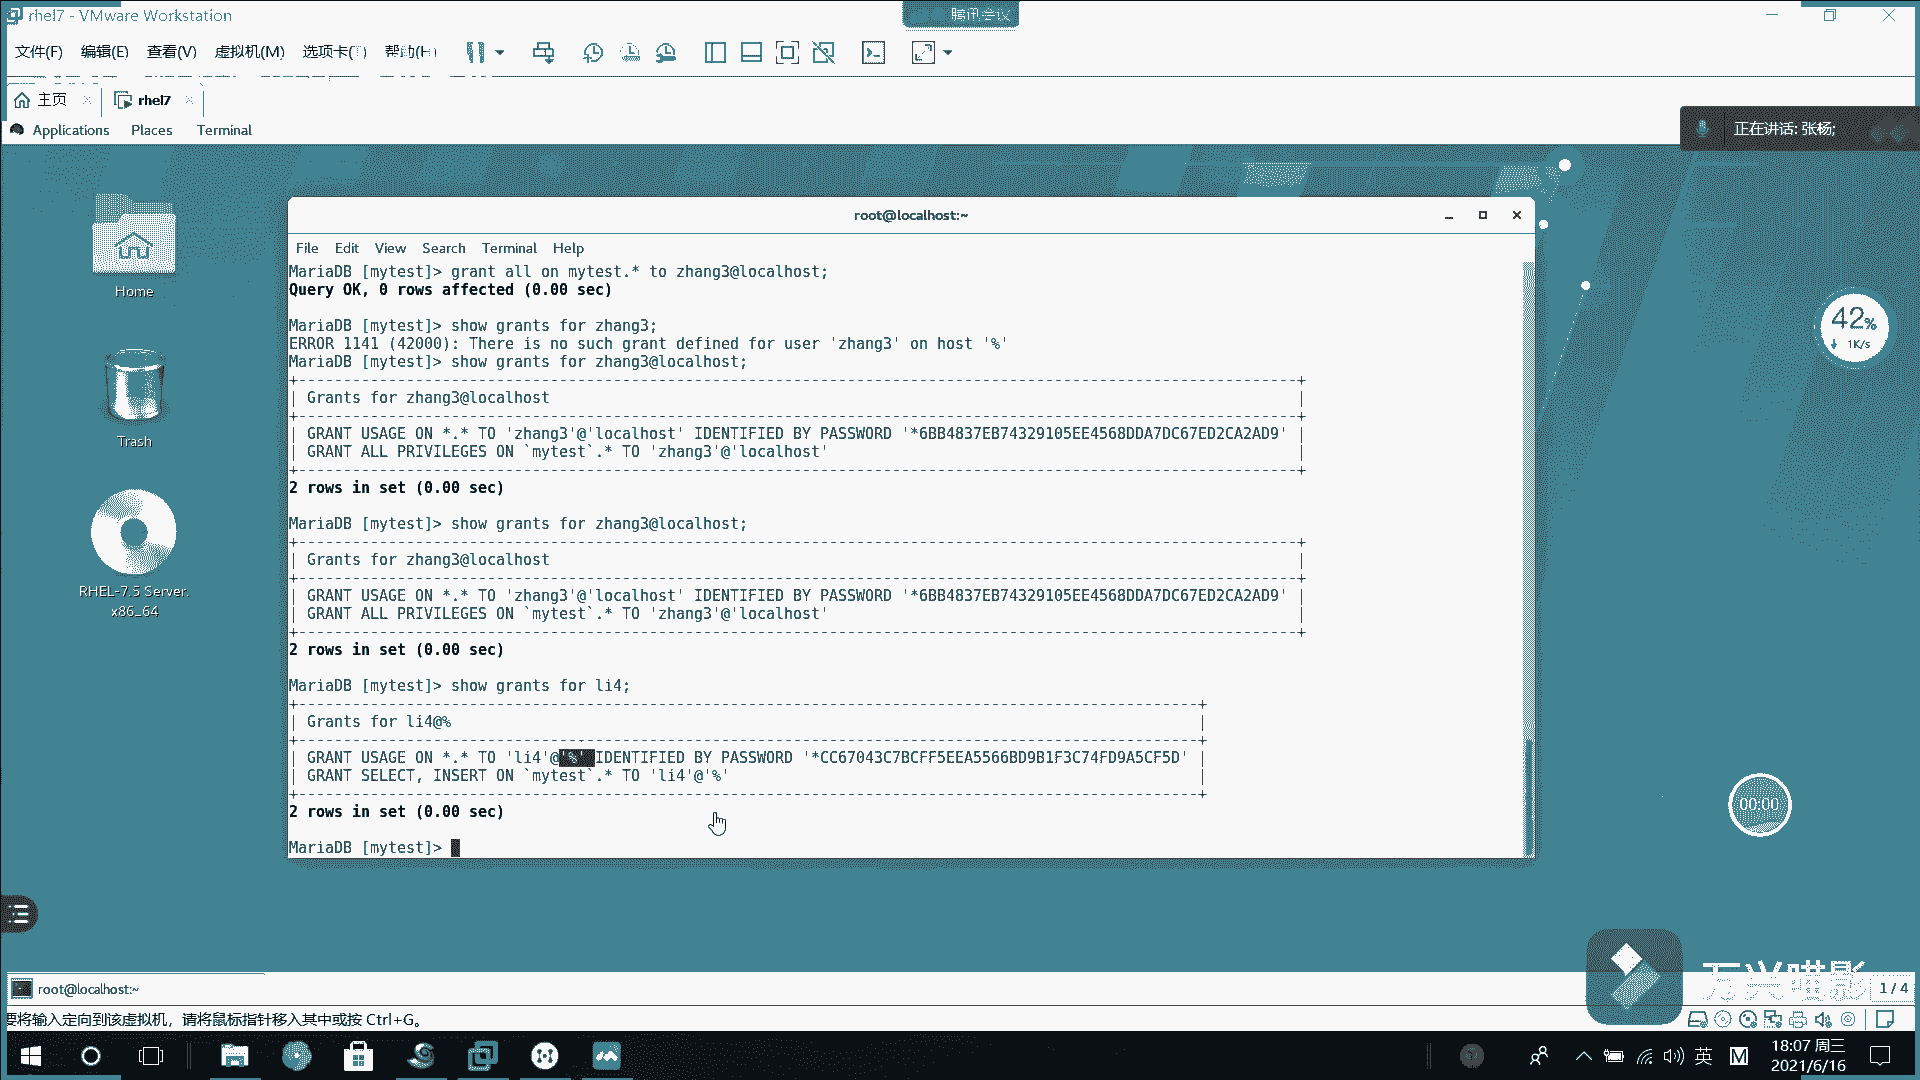 rhel7 - VMware Workstation
腾讯会议
文件(F) 编辑(E) 查看(V) 虚拟机(M) 选项卡(T) 帮助(H)
主页 rhel7
Applications Places Terminal
正在讲话: 张杨;
Home
Trash
RHEL-7.5 Server.
x86_64
root@localhost:~
File Edit View Search Terminal Help
MariaDB [mytest]> grant all on mytest.* to zhang3@localhost;
Query OK, 0 rows affected (0.00 sec)
MariaDB [mytest]> show grants for zhang3;
ERROR 1141 (42000): There is no such grant defined for user 'zhang3' on host '%'
MariaDB [mytest]> show grants for zhang3@localhost;
| Grants for zhang3@localhost |
| GRANT USAGE ON *.* TO 'zhang3'@'localhost' IDENTIFIED BY PASSWORD '*6BB4837EB74329105EE4568DDA7DC67ED2CA2AD9' |
| GRANT ALL PRIVILEGES ON `mytest`.* TO 'zhang3'@'localhost' |
2 rows in set (0.00 sec)
MariaDB [mytest]> show grants for zhang3@localhost;
| Grants for zhang3@localhost |
| GRANT USAGE ON *.* TO 'zhang3'@'localhost' IDENTIFIED BY PASSWORD '*6BB4837EB74329105EE4568DDA7DC67ED2CA2AD9' |
| GRANT ALL PRIVILEGES ON `mytest`.* TO 'zhang3'@'localhost' |
2 rows in set (0.00 sec)
MariaDB [mytest]> show grants for li4;
| Grants for li4@% |
| GRANT USAGE ON *.* TO 'li4'@'%' IDENTIFIED BY PASSWORD '*CC67043C7BCFF5EEA5566BD9B1F3C74FD9A5CF5D' |
| GRANT SELECT, INSERT ON `mytest`.* TO 'li4'@'%' |
2 rows in set (0.00 sec)
MariaDB [mytest]>
42%
1K/s
00:00
万兴喵影
root@localhost:~
1 / 4
要将输入定向到该虚拟机，请将鼠标指针移入其中或按 Ctrl+G。
英 M
18:07 周三
2021/6/16